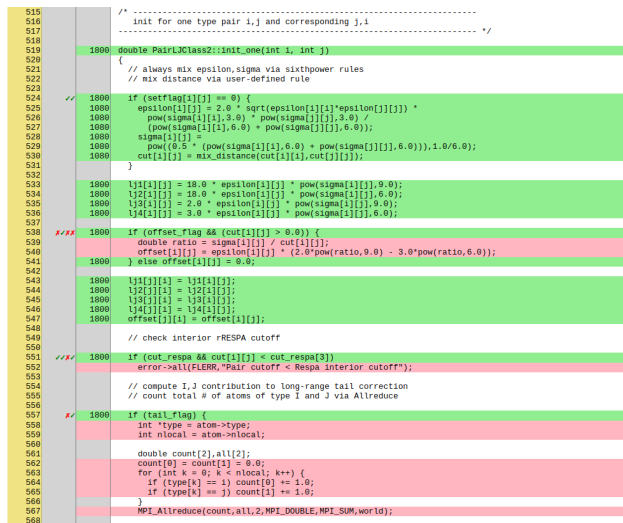 515 /* ----------------------------------------------------------------------
516 init for one type pair i,j and corresponding j,i
517 ------------------------------------------------------------------------- */
518
519 1800 double PairLJClass2::init_one(int i, int j)
520 {
521 // always mix epsilon,sigma via sixthpower rules
522 // mix distance via user-defined rule
523
524 ✓✓ 1800 if (setflag[i][j] == 0) {
525 1080 epsilon[i][j] = 2.0 * sqrt(epsilon[i][i]*epsilon[j][j]) *
526 1080 pow(sigma[i][i],3.0) * pow(sigma[j][j],3.0) /
527 1080 (pow(sigma[i][i],6.0) + pow(sigma[j][j],6.0));
528 1080 sigma[i][j] =
529 1080 pow((0.5 * (pow(sigma[i][i],6.0) + pow(sigma[j][j],6.0))),1.0/6.0);
530 1080 cut[i][j] = mix_distance(cut[i][i],cut[j][j]);
531 }
532
533 1800 lj1[i][j] = 18.0 * epsilon[i][j] * pow(sigma[i][j],9.0);
534 1800 lj2[i][j] = 18.0 * epsilon[i][j] * pow(sigma[i][j],6.0);
535 1800 lj3[i][j] = 2.0 * epsilon[i][j] * pow(sigma[i][j],9.0);
536 1800 lj4[i][j] = 3.0 * epsilon[i][j] * pow(sigma[i][j],6.0);
537
538 ✗✓✗✗ 1800 if (offset_flag && (cut[i][j] > 0.0)) {
539 double ratio = sigma[i][j] / cut[i][j];
540 offset[i][j] = epsilon[i][j] * (2.0*pow(ratio,9.0) - 3.0*pow(ratio,6.0));
541 1800 } else offset[i][j] = 0.0;
542
543 1800 lj1[j][i] = lj1[i][j];
544 1800 lj2[j][i] = lj2[i][j];
545 1800 lj3[j][i] = lj3[i][j];
546 1800 lj4[j][i] = lj4[i][j];
547 1800 offset[j][i] = offset[i][j];
548
549 // check interior rRESPA cutoff
550
551 ✓✓✗✓ 1800 if (cut_respa && cut[i][j] < cut_respa[3])
552 error->all(FLERR,"Pair cutoff < Respa interior cutoff");
553
554 // compute I,J contribution to long-range tail correction
555 // count total # of atoms of type I and J via Allreduce
556
557 ✗✓ 1800 if (tail_flag) {
558 int *type = atom->type;
559 int nlocal = atom->nlocal;
560
561 double count[2],all[2];
562 count[0] = count[1] = 0.0;
563 for (int k = 0; k < nlocal; k++) {
564 if (type[k] == i) count[0] += 1.0;
565 if (type[k] == j) count[1] += 1.0;
566 }
567 MPI_Allreduce(count,all,2,MPI_DOUBLE,MPI_SUM,world);
568